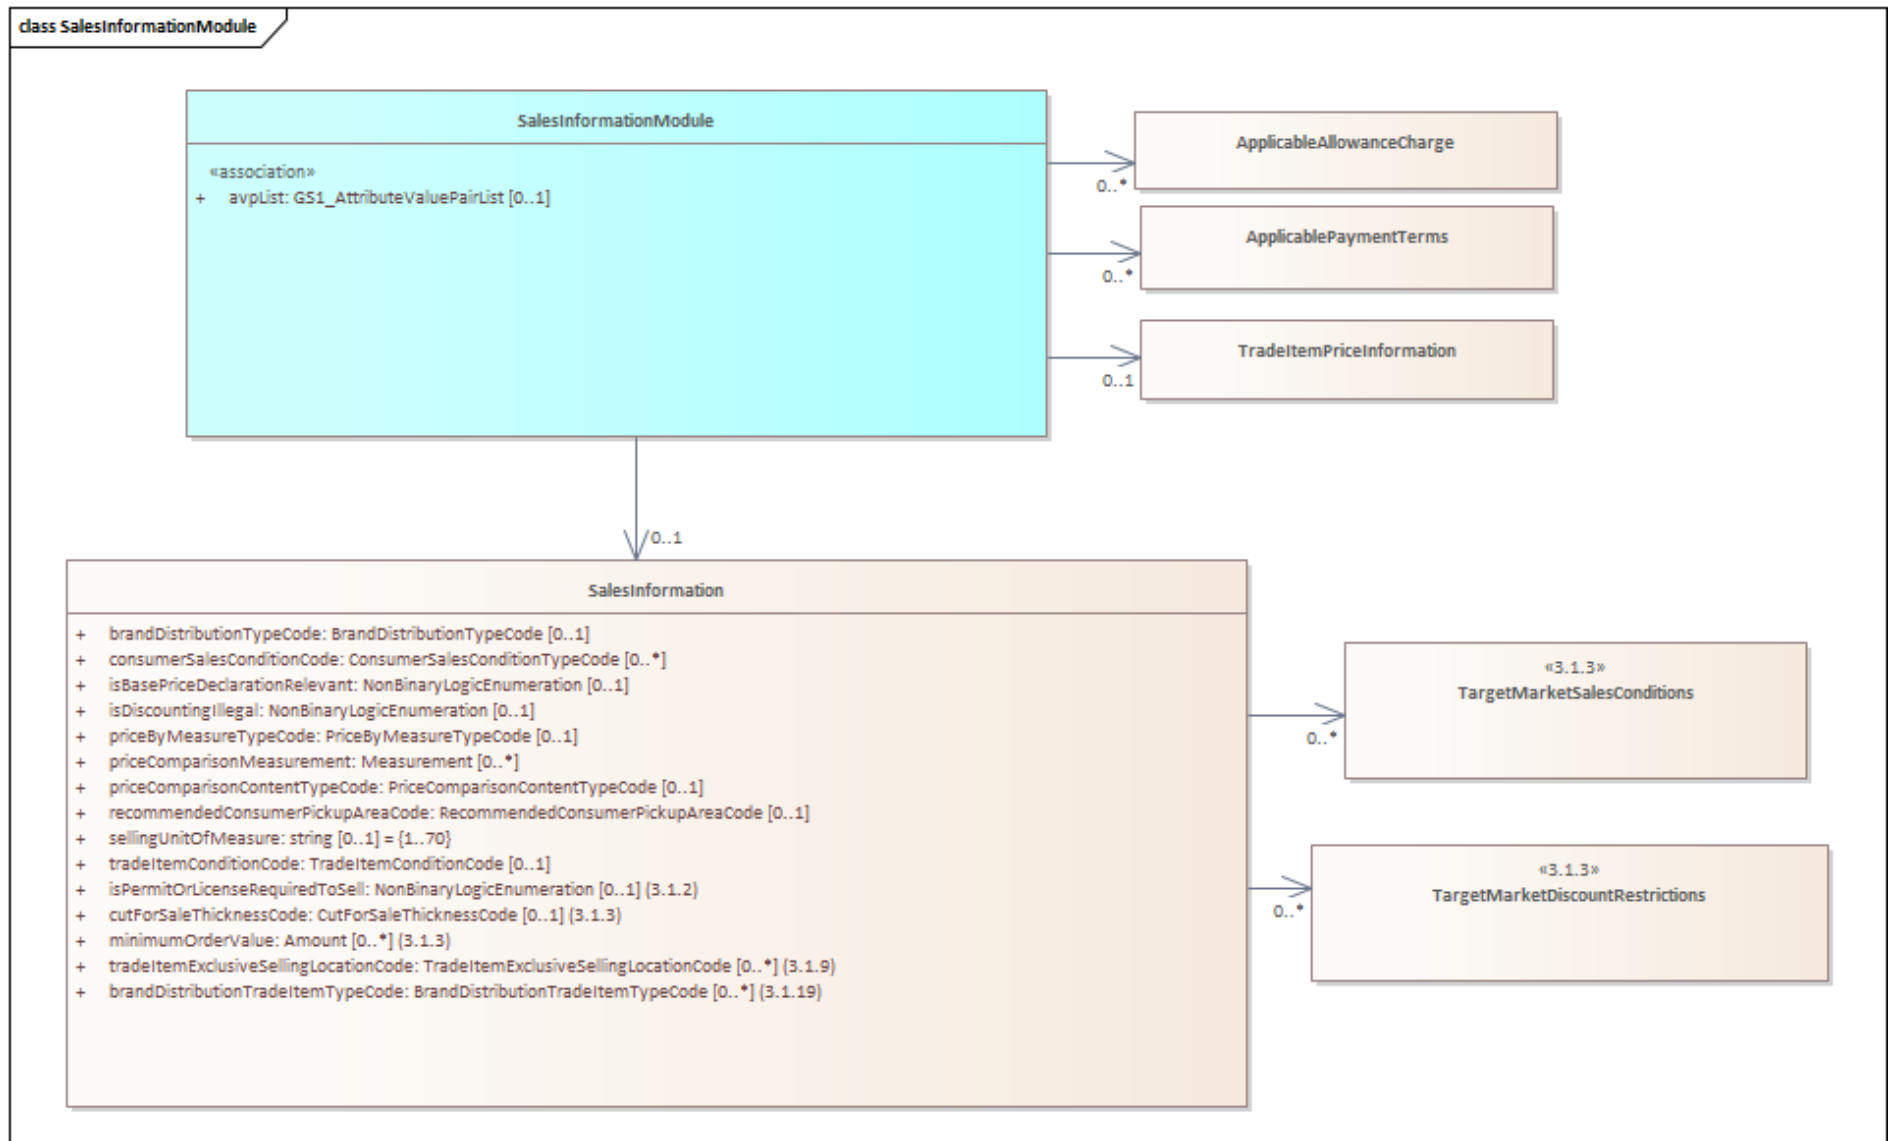 class SalesInformationModule
SalesInformationModule
«association»
+ avpList: GS1_AttributeValuePairList [0..1]
ApplicableAllowanceCharge
0..*
ApplicablePaymentTerms
0..*
TradeItemPriceInformation
0..1
0..1
SalesInformation
+ brandDistributionTypeCode: BrandDistributionTypeCode [0..1]
+ consumerSalesConditionCode: ConsumerSalesConditionTypeCode [0..*]
+ isBasePriceDeclarationRelevant: NonBinaryLogicEnumeration [0..1]
+ isDiscountingIllegal: NonBinaryLogicEnumeration [0..1]
+ priceByMeasureTypeCode: PriceByMeasureTypeCode [0..1]
+ priceComparisonMeasurement: Measurement [0..*]
+ priceComparisonContentTypeCode: PriceComparisonContentTypeCode [0..1]
+ recommendedConsumerPickupAreaCode: RecommendedConsumerPickupAreaCode [0..1]
+ sellingUnitOfMeasure: string [0..1] = {1..70}
+ tradeItemConditionCode: TradeItemConditionCode [0..1]
+ isPermitOrLicenseRequiredToSell: NonBinaryLogicEnumeration [0..1] (3.1.2)
+ cutForSaleThicknessCode: CutForSaleThicknessCode [0..1] (3.1.3)
+ minimumOrderValue: Amount [0..*] (3.1.3)
+ tradeItemExclusiveSellingLocationCode: TradeItemExclusiveSellingLocationCode [0..*] (3.1.9)
+ brandDistributionTradeItemTypeCode: BrandDistributionTradeItemTypeCode [0..*] (3.1.19)
«3.1.3»
TargetMarketSalesConditions
0..*
«3.1.3»
TargetMarketDiscountRestrictions
0..*